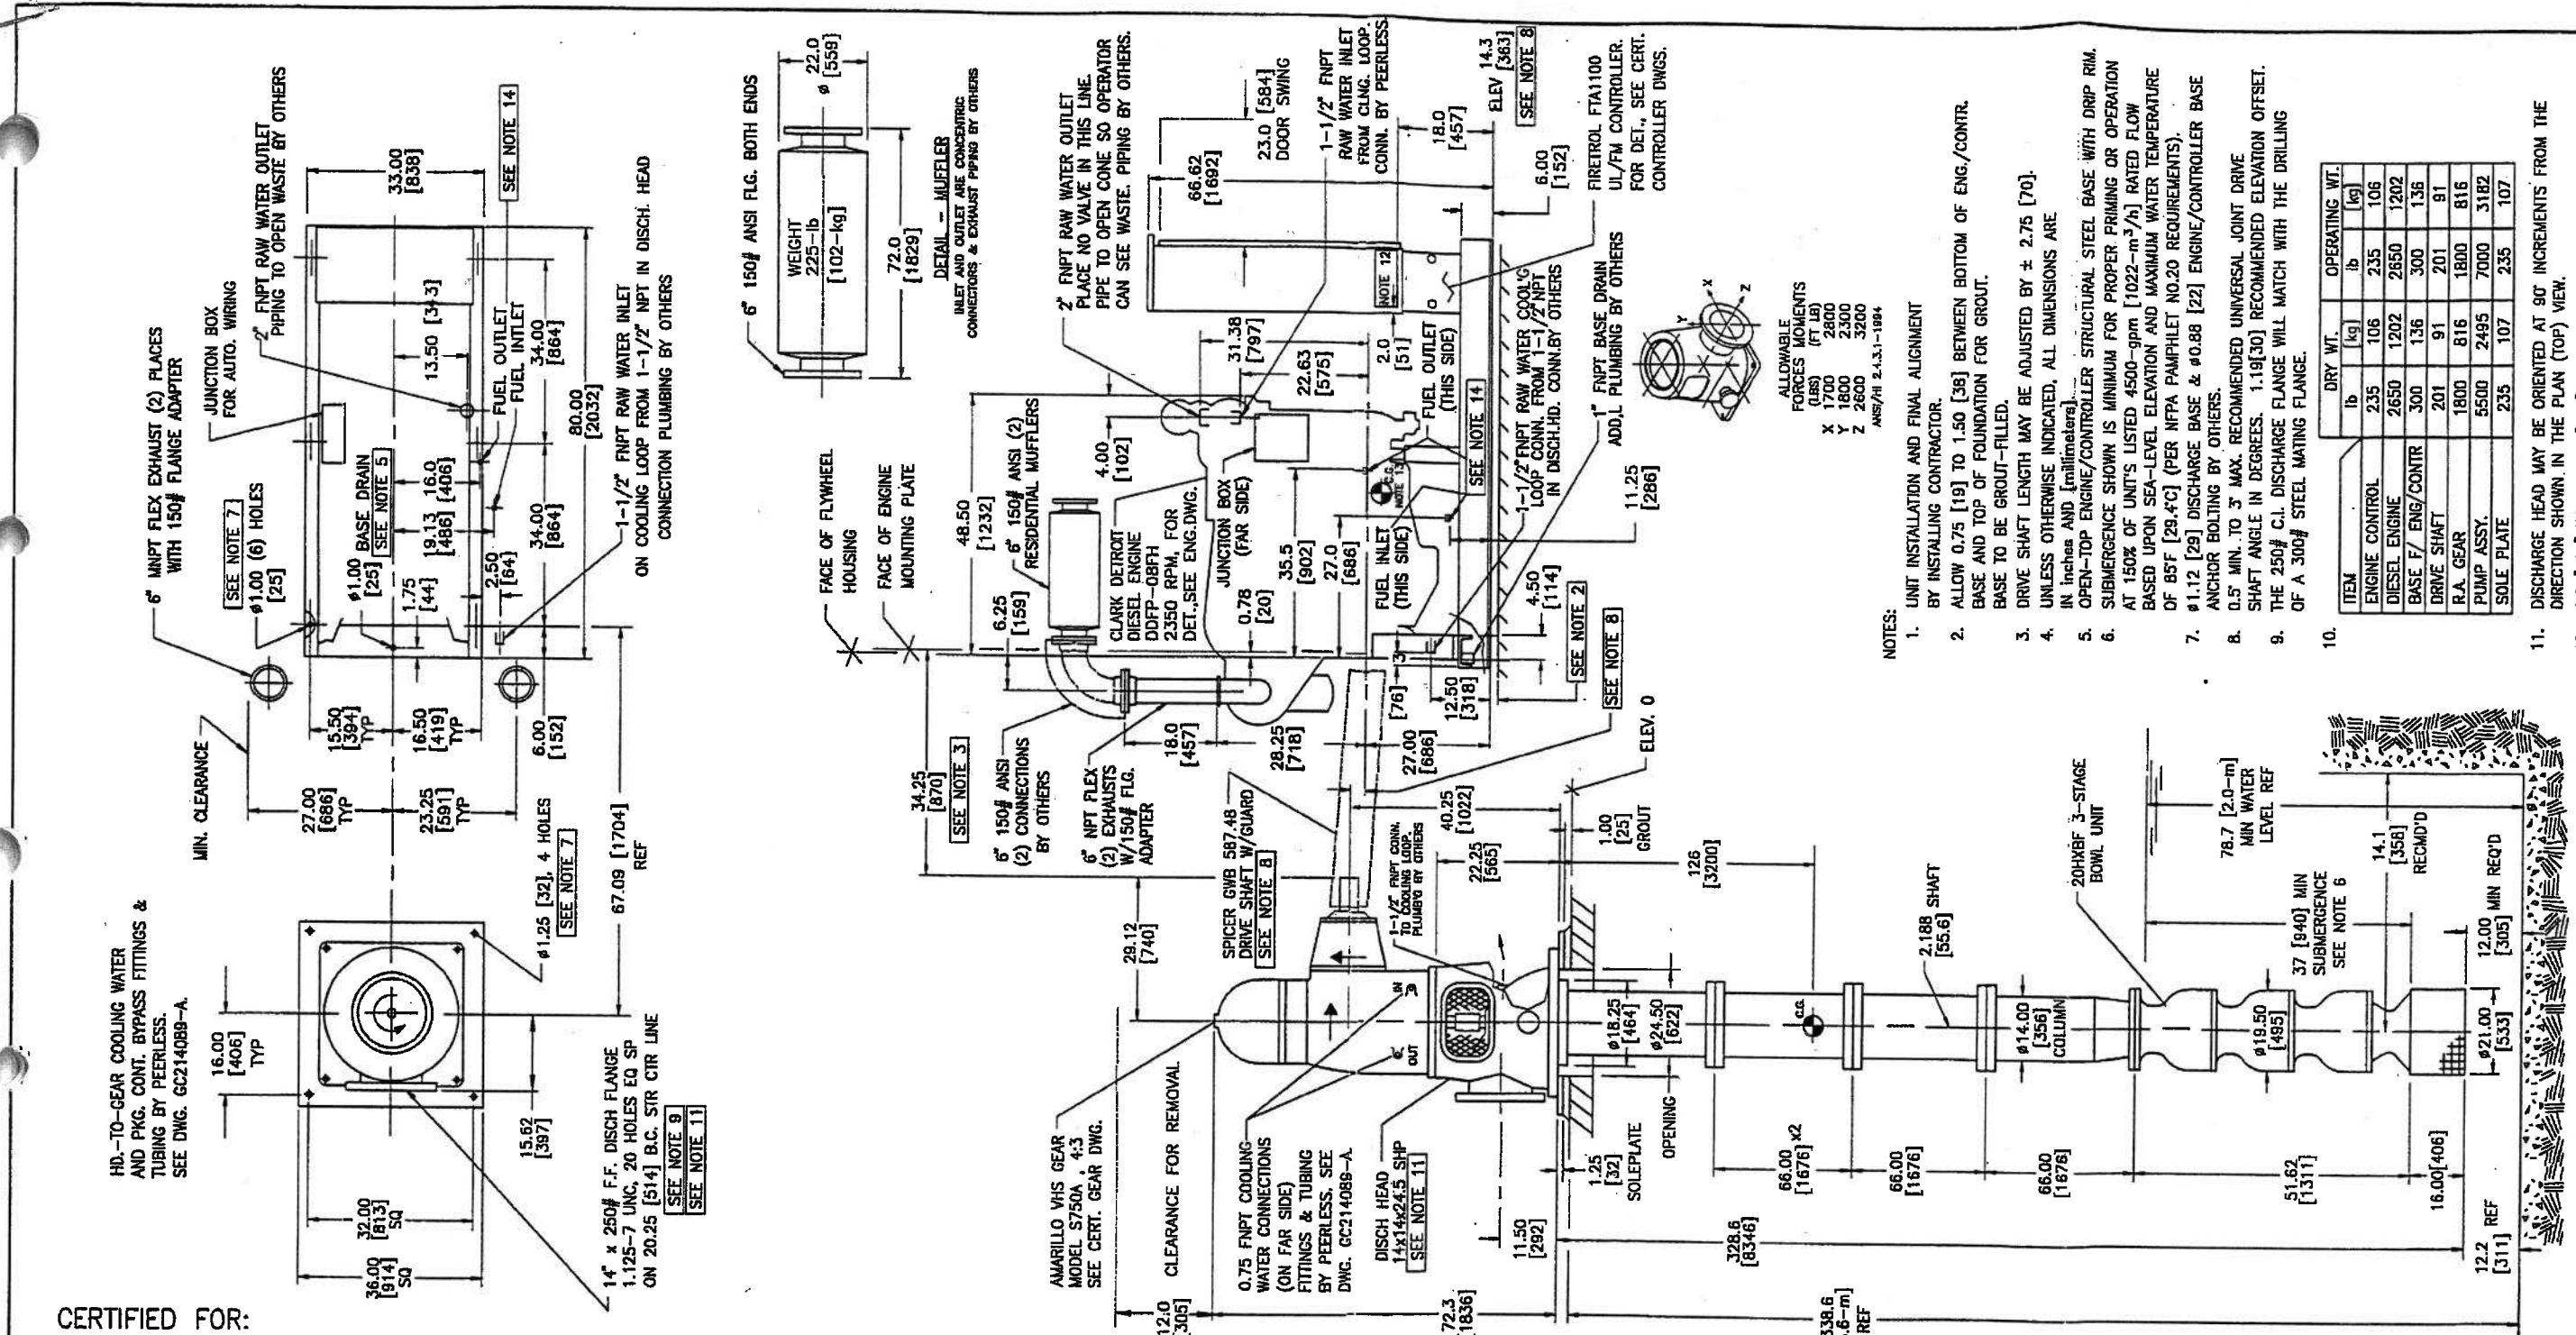 HD.-TO-GEAR COOLING WATER
AND PKG. CONT. BYPASS FITTINGS &
TUBING BY PEERLESS.
SEE DWG. GC214089-A.
16.00
[406]
TYP
32.00
[813]
SQ
36.00
[914]
SQ
15.62
[397]
ø1.25 [32], 4 HOLES
SEE NOTE 7
14" x 250# F.F. DISCH FLANGE
1.125-7 UNC, 20 HOLES EQ SP
ON 20.25 [514] B.C. STR CTR LINE
SEE NOTE 9
SEE NOTE 11
67.09 [1704]
REF
CERTIFIED FOR:
MIN. CLEARANCE
27.00
[686]
TYP
23.25
[591]
TYP
15.50
[394]
TYP
16.50
[419]
TYP
6.00
[152]
6" MNPT FLEX EXHAUST (2) PLACES
WITH 150# FLANGE ADAPTER
SEE NOTE 7
ø1.00 (6) HOLES
[25]
JUNCTION BOX
FOR AUTO. WIRING
2" FNPT RAW WATER OUTLET
PIPING TO OPEN WASTE BY OTHERS
33.00
[838]
SEE NOTE 14
ø1.00 BASE DRAIN
[25]
SEE NOTE 5
1.75
[44]
19.13
[486]
16.0
[406]
13.50 [343]
2.50
[64]
FUEL OUTLET
FUEL INTLET
34.00
[864]
34.00
[864]
80.00
[2032]
1-1/2" FNPT RAW WATER INLET
ON COOLING LOOP FROM 1-1/2" NPT IN DISCH. HEAD
CONNECTION PLUMBING BY OTHERS
6" 150# ANSI FLG. BOTH ENDS
WEIGHT
225-lb
[102-kg]
ø 22.0
[559]
72.0
[1829]
DETAIL - MUFFLER
INLET AND OUTLET ARE CONCENTRIC
CONNECTORS & EXHAUST PIPING BY OTHERS
FACE OF FLYWHEEL
HOUSING
FACE OF ENGINE
MOUNTING PLATE
34.25
[870]
SEE NOTE 3
6.25
[159]
48.50
[1232]
6" 150# ANSI (2)
RESIDENTIAL MUFFLERS
4.00
[102]
2" FNPT RAW WATER OUTLET
PLACE NO VALVE IN THIS LINE.
PIPE TO OPEN CONE SO OPERATOR
CAN SEE WASTE. PIPING BY OTHERS.
66.62
[1692]
23.0 [584]
DOOR SWING
1-1/2" FNPT
RAW WATER INLET
FROM CLNG. LOOP.
CONN. BY PEERLESS
18.0
[457]
ELEV 14.3
[363]
SEE NOTE 8
CLARK DETROIT
DIESEL ENGINE
DDFP-08FH
2350 RPM, FOR
DET.,SEE ENG.DWG.
JUNCTION BOX
(FAR SIDE)
31.38
[797]
22.63
[575]
2.0
[51]
NOTE 12
6.00
[152]
FIRETROL FTA1100
UL/FM CONTROLLER.
FOR DET., SEE CERT.
CONTROLLER DWGS.
0.78
[20]
35.5
[902]
27.0
[686]
C.G.
NOTE 13
FUEL INLET
(THIS SIDE)
FUEL OUTLET
(THIS SIDE)
SEE NOTE 14
6" 150# ANSI
(2) CONNECTIONS
BY OTHERS
6" NPT FLEX
(2) EXHAUSTS
W/150# FLG.
ADAPTER
18.0
[457]
28.25
[718]
27.00
[686]
3
[76]
12.50
[318]
4.50
[114]
SEE NOTE 2
SEE NOTE 8
11.25
[286]
1-1/2"FNPT RAW WATER COOL'G
LOOP CONN. FROM 1-1/2"NPT
IN DISCH.HD. CONN.BY OTHERS
1" FNPT BASE DRAIN
ADD,L PLUMBING BY OTHERS
X
Y
Z
ALLOWABLE
FORCES MOMENTS
(LBS) (FT LB)
X 1700 2800
Y 1800 2300
Z 2600 3200
ANSI/HI 2.4.3.1-1994
29.12
[740]
SPICER GWB 587.48
DRIVE SHAFT W/GUARD
SEE NOTE 8
AMARILLO VHS GEAR
MODEL S750A , 4:3
SEE CERT. GEAR DWG.
12.0
[305]
CLEARANCE FOR REMOVAL
0.75 FNPT COOLING
WATER CONNECTIONS
(ON FAR SIDE)
FITTINGS & TUBING
BY PEERLESS. SEE
DWG. GC214089-A
IN
OUT
DISCH HEAD
14x14x24.5 SHP
SEE NOTE 11
72.3
[1836]
1-1/2" FNPT CONN.
TO COOLING LOOP.
PLUMB'G BY OTHERS
22.25
[565]
40.25
[1022]
ELEV. 0
1.00
[25]
GROUT
11.50
[292]
1.25
[32]
SOLEPLATE
OPENING
ø18.25
[464]
ø24.50
[622]
126
[3200]
C.G.
66.00
[1676] x2
66.00
[1676]
66.00
[1676]
2.188 SHAFT
[55.6]
ø14.00
[356]
COLUMN
328.6
[8346]
338.6
REF
20HXBF 3-STAGE
BOWL UNIT
78.7 [2.0-m]
MIN WATER
LEVEL REF
37 [940] MIN
SUBMERGENCE
SEE NOTE 6
14.1
[358]
RECMD'D
ø19.50
[495]
51.62
[1311]
16.00[406]
ø21.00
[533]
12.00 MIN REQ'D
[305]
12.2 REF
[311]
NOTES:
1. UNIT INSTALLATION AND FINAL ALIGNMENT
BY INSTALLING CONTRACTOR.
2. ALLOW 0.75 [19] TO 1.50 [38] BETWEEN BOTTOM OF ENG./CONTR.
BASE AND TOP OF FOUNDATION FOR GROUT.
BASE TO BE GROUT-FILLED.
3. DRIVE SHAFT LENGTH MAY BE ADJUSTED BY ± 2.75 [70].
4. UNLESS OTHERWISE INDICATED, ALL DIMENSIONS ARE
IN inches AND [millimeters].
5. OPEN-TOP ENGINE/CONTROLLER STRUCTURAL STEEL BASE WITH DRIP RIM.
6. SUBMERGENCE SHOWN IS MINIMUM FOR PROPER PRIMING OR OPERATION
AT 150% OF UNIT'S LISTED 4500-gpm [1022-m³/h] RATED FLOW
BASED UPON SEA-LEVEL ELEVATION AND MAXIMUM WATER TEMPERATURE
OF 85°F [29.4°C] (PER NFPA PAMPHLET NO.20 REQUIREMENTS).
7. ø1.12 [29] DISCHARGE BASE & ø0.88 [22] ENGINE/CONTROLLER BASE
ANCHOR BOLTING BY OTHERS.
8. 0.5° MIN. TO 3° MAX. RECOMMENDED UNIVERSAL JOINT DRIVE
SHAFT ANGLE IN DEGREES. 1.19[30] RECOMMENDED ELEVATION OFFSET.
9. THE 250# C.I. DISCHARGE FLANGE WILL MATCH WITH THE DRILLING
OF A 300# STEEL MATING FLANGE.
10.
ITEM DRY WT. OPERATING WT.
lb [kg] lb [kg]
ENGINE CONTROL 235 106 235 106
DIESEL ENGINE 2650 1202 2650 1202
BASE F/ ENG/CONTR 300 136 300 136
DRIVE SHAFT 201 91 201 91
R.A. GEAR 1800 816 1800 816
PUMP ASSY. 5500 2495 7000 3182
SOLE PLATE 235 107 235 107
11. DISCHARGE HEAD MAY BE ORIENTED AT 90° INCREMENTS FROM THE
DIRECTION SHOWN IN THE PLAN (TOP) VIEW.